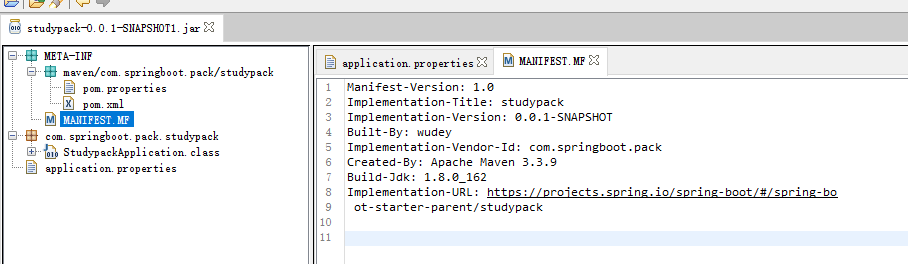 studypack-0.0.1-SNAPSHOT1.jar
META-INF
maven/com.springboot.pack/studypack
pom.properties
pom.xml
MANIFEST.MF
com.springboot.pack.studypack
StudypackApplication.class
application.properties
application.properties
MANIFEST.MF
1 Manifest-Version: 1.0
2 Implementation-Title: studypack
3 Implementation-Version: 0.0.1-SNAPSHOT
4 Built-By: wudey
5 Implementation-Vendor-Id: com.springboot.pack
6 Created-By: Apache Maven 3.3.9
7 Build-Jdk: 1.8.0_162
8 Implementation-URL: https://projects.spring.io/spring-boot/#/spring-bo
9 ot-starter-parent/studypack
10
11